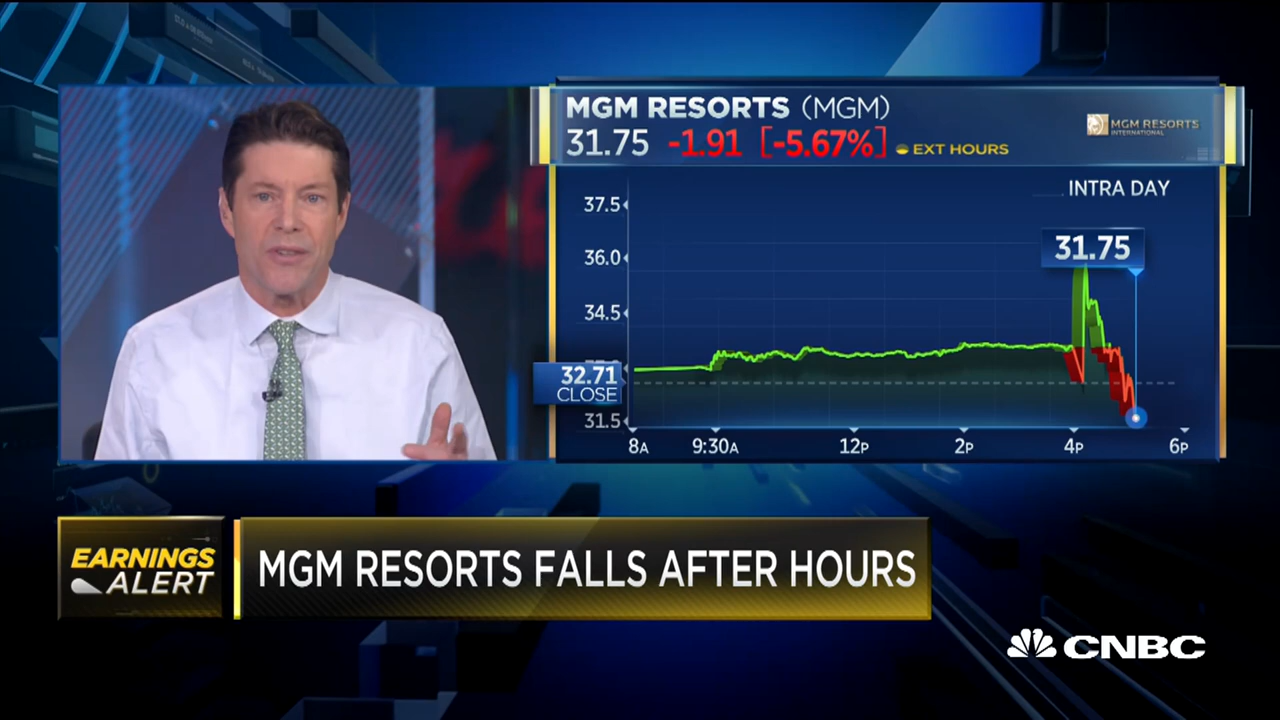 MGM RESORTS (MGM)
31.75 -1.91 [-5.67%] EXT HOURS
MGM RESORTS
INTERNATIONAL
INTRA DAY
37.5
36.0
34.5
31.5
31.75
32.71
CLOSE
8A 9:30A 12P 2P 4P 6P
EARNINGS
ALERT
MGM RESORTS FALLS AFTER HOURS
CNBC